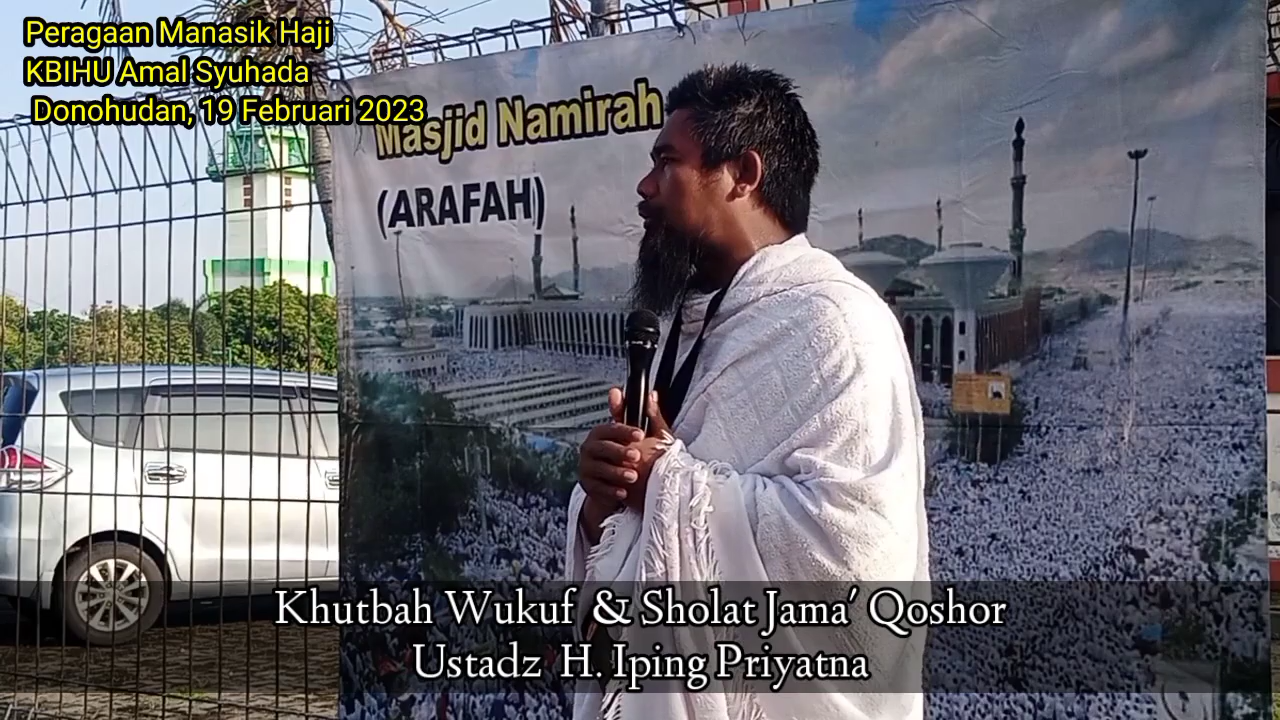 Peragaan Manasik Haji
KBIHU Amal Syuhada
Donohudan, 19 Februari 2023
Masjid Namirah
(ARAFAH)
Khutbah Wukuf & Sholat Jama' Qoshor
Ustadz H. Iping Priyatna